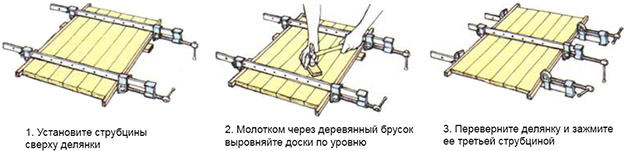 1. Установите струбцины
сверху делянки
2. Молотком через деревянный брусок
выровняйте доски по уровню
3. Переверните делянку и зажмите
ее третьей струбциной